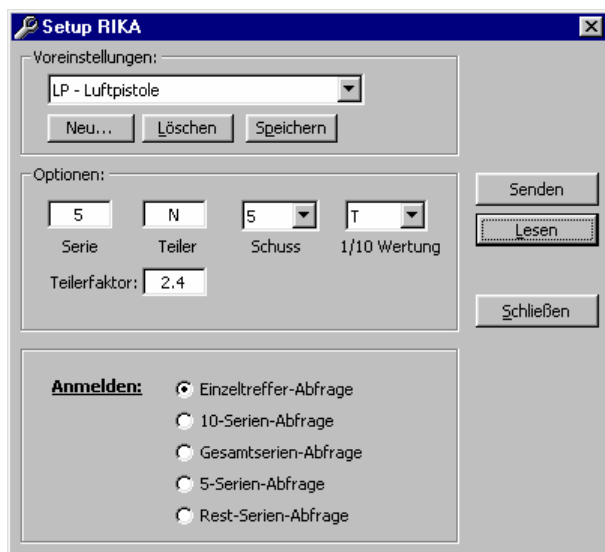 Setup RIKA
Voreinstellungen:
LP - Luftpistole
Neu... Löschen Speichern
Optionen:
5 N 5 T
Serie Teiler Schuss 1/10 Wertung
Teilerfaktor: 2.4
Senden
Lesen
Schließen
Anmelden:
Einzeltreffer-Abfrage
10-Serien-Abfrage
Gesamtserien-Abfrage
5-Serien-Abfrage
Rest-Serien-Abfrage